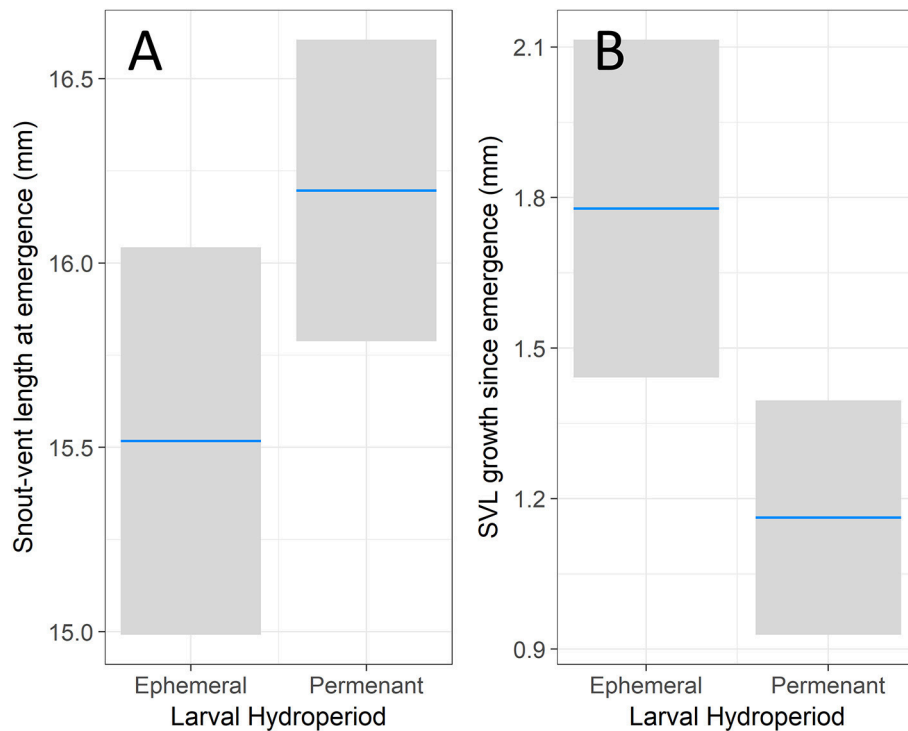 A
Snout-vent length at emergence (mm)
16.5
16.0
15.5
15.0
Ephemeral Permenant
Larval Hydroperiod
B
SVL growth since emergence (mm)
2.1
1.8
1.5
1.2
0.9
Ephemeral Permenant
Larval Hydroperiod